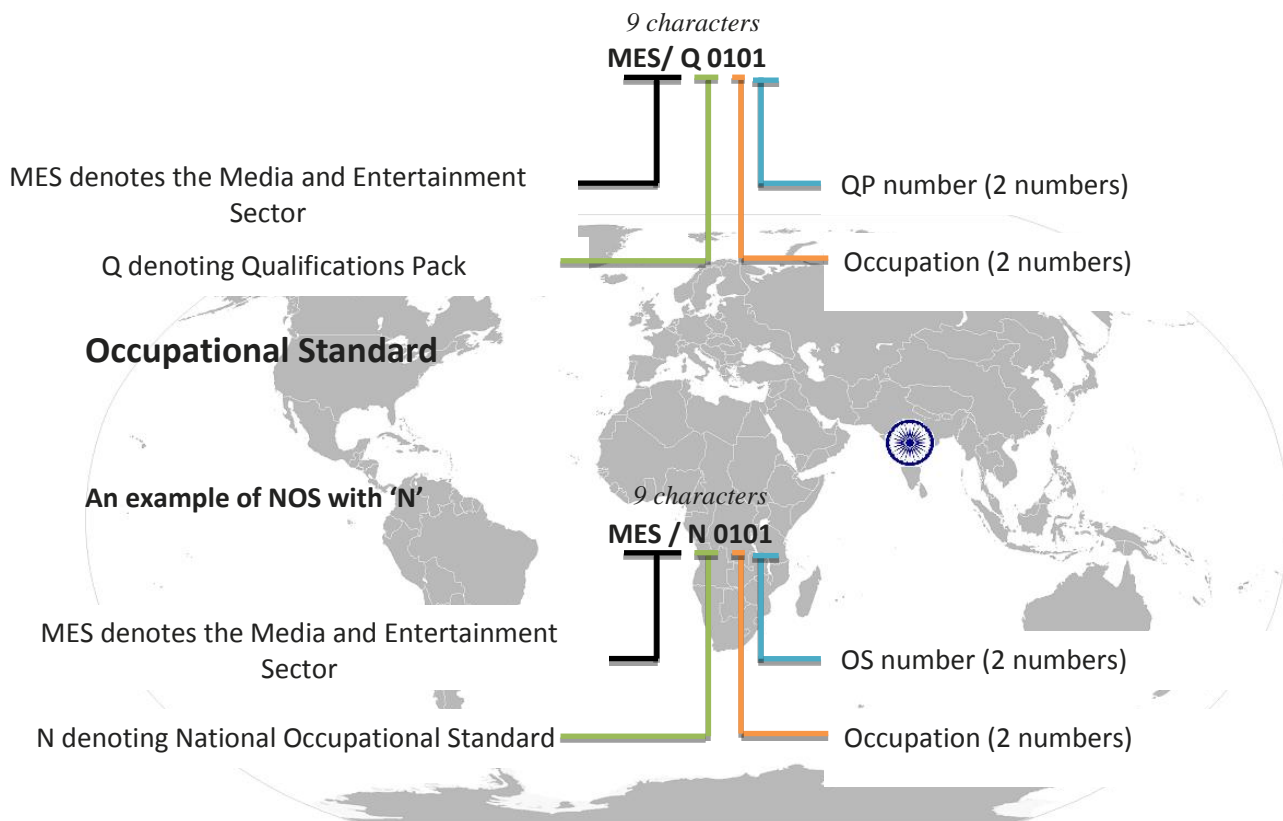 9 characters
MES/ Q 0101
MES denotes the Media and Entertainment
Sector
QP number (2 numbers)
Q denoting Qualifications Pack
Occupation (2 numbers)
Occupational Standard
An example of NOS with ‘N’
9 characters
MES / N 0101
MES denotes the Media and Entertainment
Sector
OS number (2 numbers)
N denoting National Occupational Standard
Occupation (2 numbers)